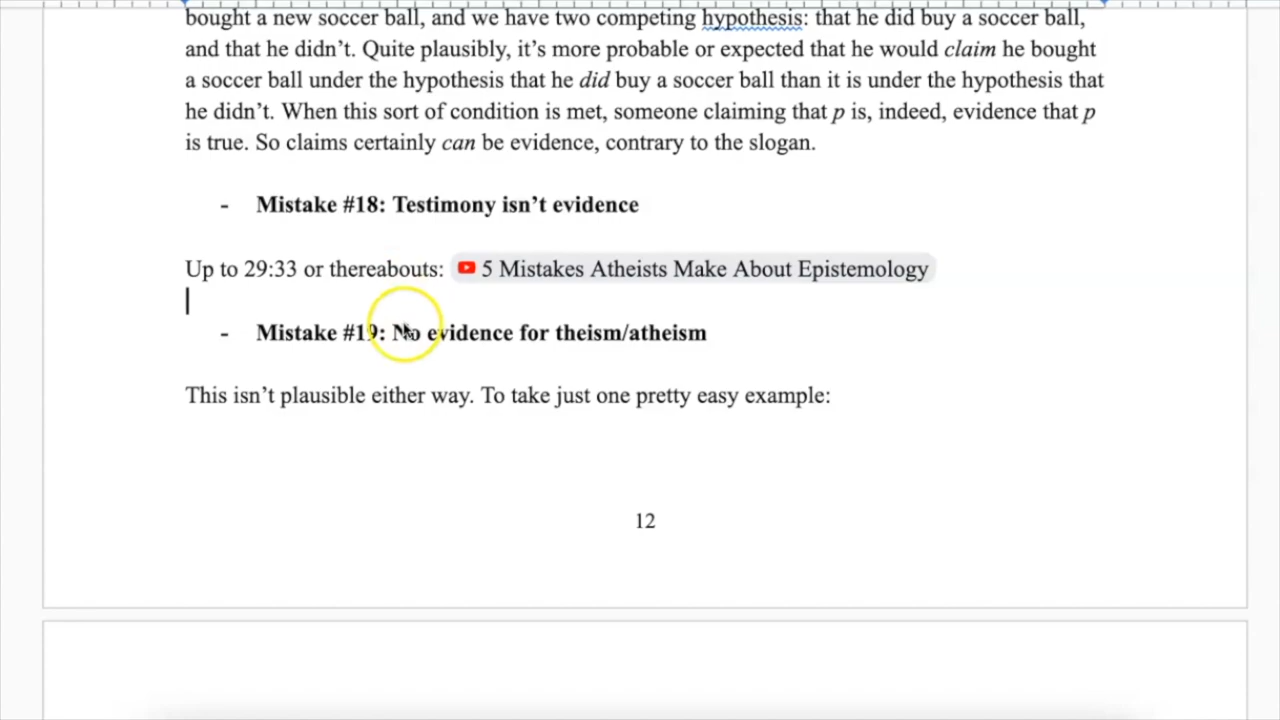 bought a new soccer ball, and we have two competing hypothesis: that he did buy a soccer ball,
and that he didn’t. Quite plausibly, it’s more probable or expected that he would claim he bought
a soccer ball under the hypothesis that he did buy a soccer ball than it is under the hypothesis that
he didn’t. When this sort of condition is met, someone claiming that p is, indeed, evidence that p
is true. So claims certainly can be evidence, contrary to the slogan.
- Mistake #18: Testimony isn’t evidence
Up to 29:33 or thereabouts: 5 Mistakes Atheists Make About Epistemology
- Mistake #19: No evidence for theism/atheism
This isn’t plausible either way. To take just one pretty easy example:
12